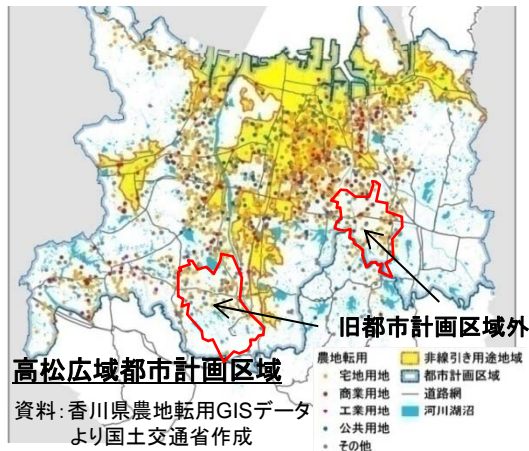 旧都市計画区域外
高松広域都市計画区域
資料:香川県農地転用GISデータ
より国土交通省作成
農地転用
宅地用地
商業用地
工業用地
公共用地
その他
非線引き用途地域
都市計画区域
道路網
河川湖沼